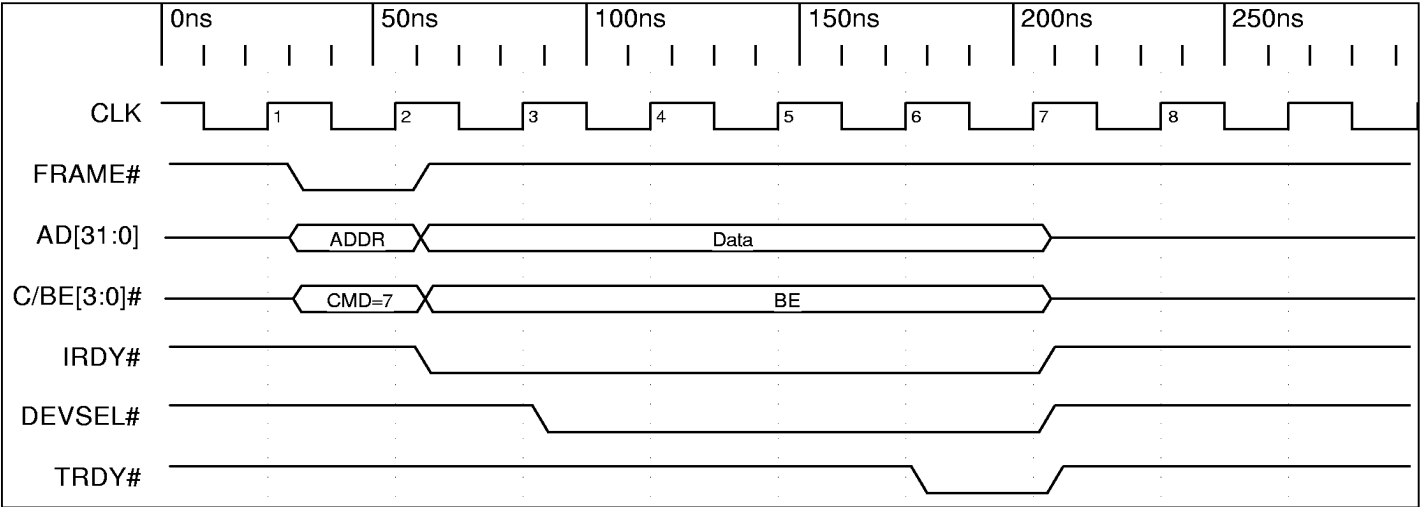 0ns 50ns 100ns 150ns 200ns 250ns
CLK 1 2 3 4 5 6 7 8
FRAME#
AD[31:0] ADDR Data
C/BE[3:0]# CMD=7 BE
IRDY#
DEVSEL#
TRDY#